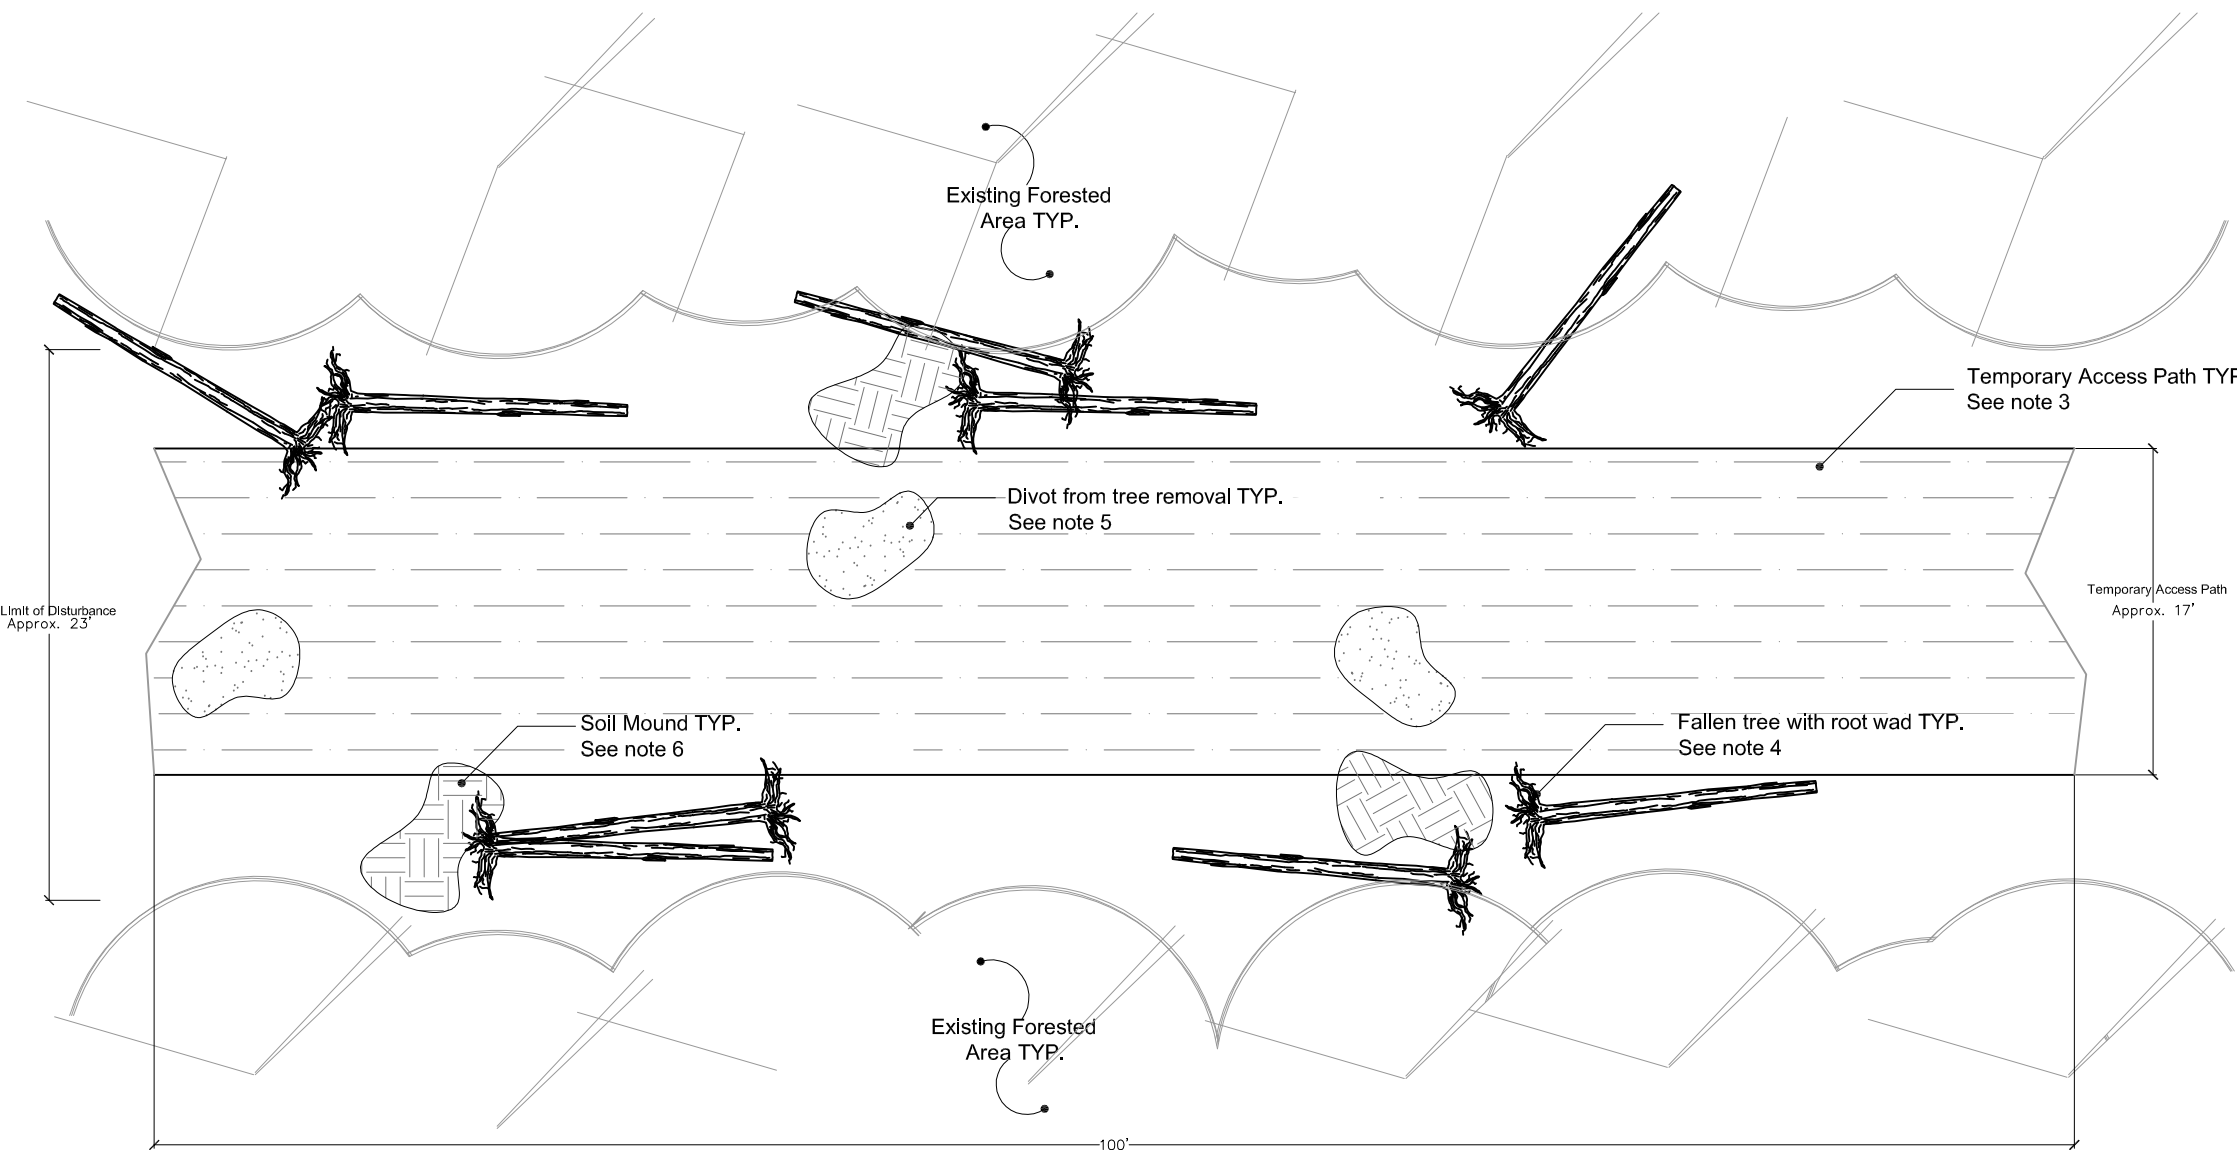 Existing Forested
Area TYP.
Temporary Access Path TYP
See note 3
Divot from tree removal TYP.
See note 5
Limit of Disturbance
Approx. 23'
Temporary Access Path
Approx. 17'
Soil Mound TYP.
See note 6
Fallen tree with root wad TYP.
See note 4
Existing Forested
Area TYP.
100'